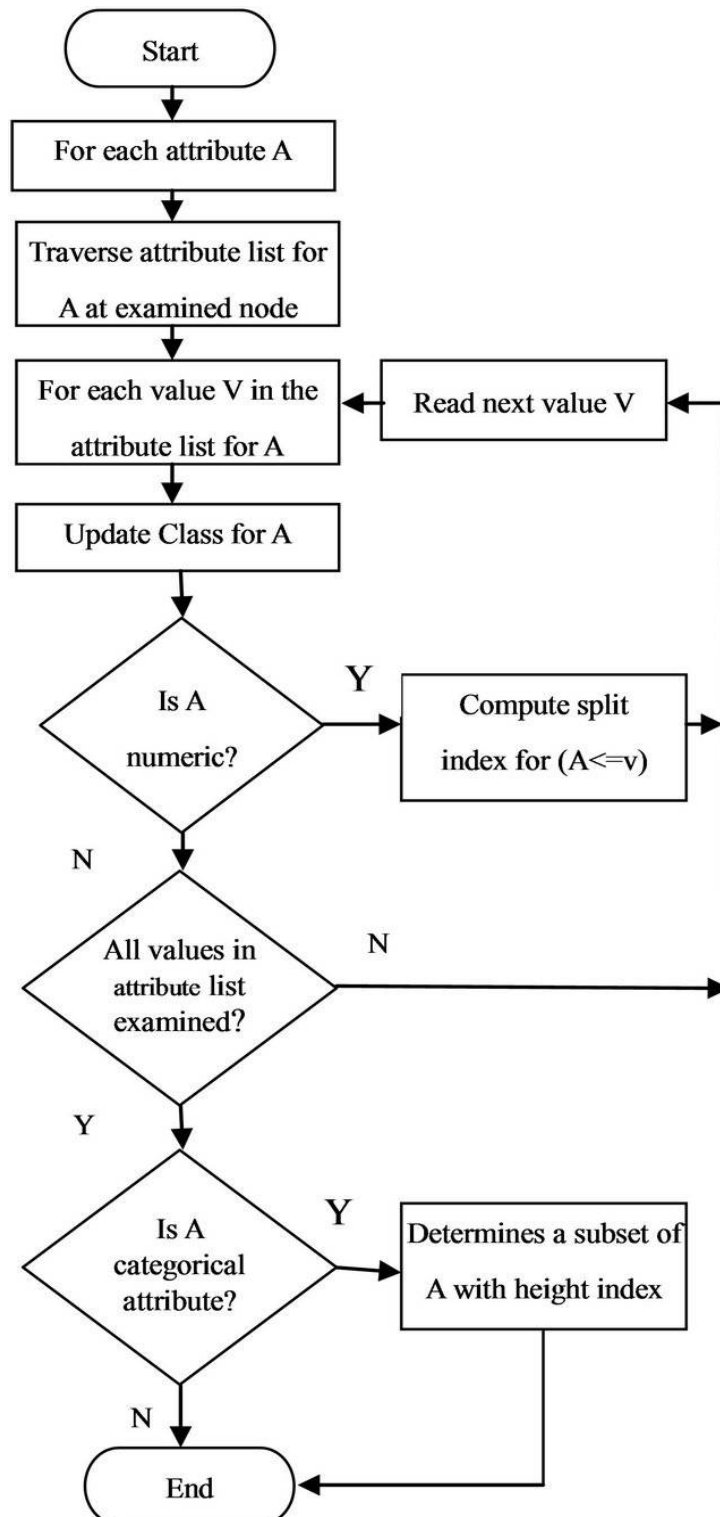 Start
For each attribute A
Traverse attribute list for
A at examined node
For each value V in the
attribute list for A
Read next value V
Update Class for A
Is A
numeric?
Y
Compute split
index for (A<=v)
N
All values in
attribute list
examined?
N
Y
Is A
categorical
attribute?
Y
Determines a subset of
A with height index
N
End